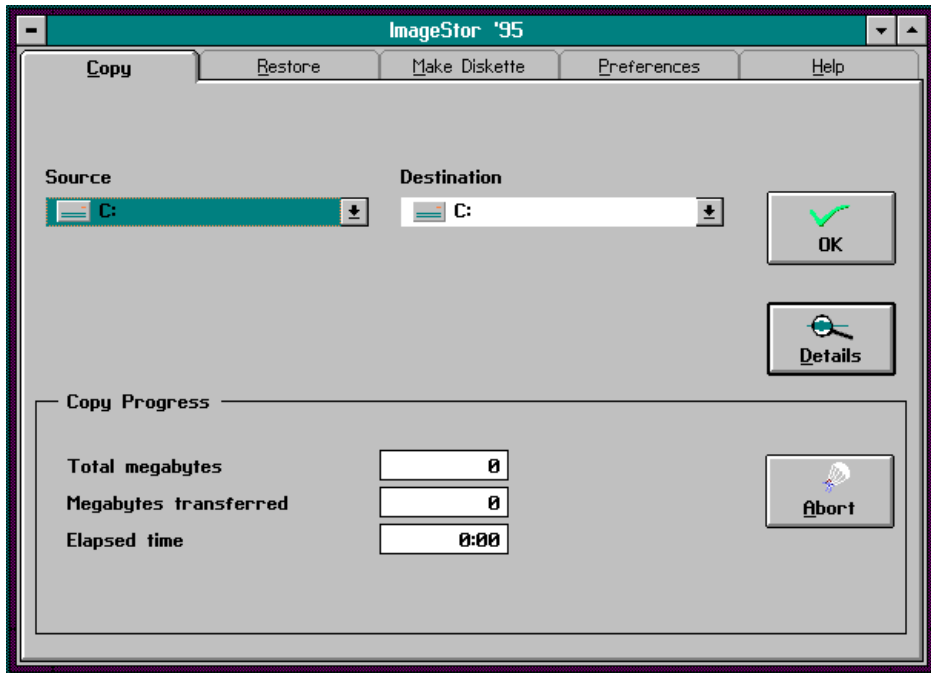 ImageStor '95
Copy Restore Make Diskette Preferences Help
Source Destination
C: C:
OK
Details
Copy Progress
Total megabytes 0
Megabytes transferred 0
Abort
Elapsed time 0:00